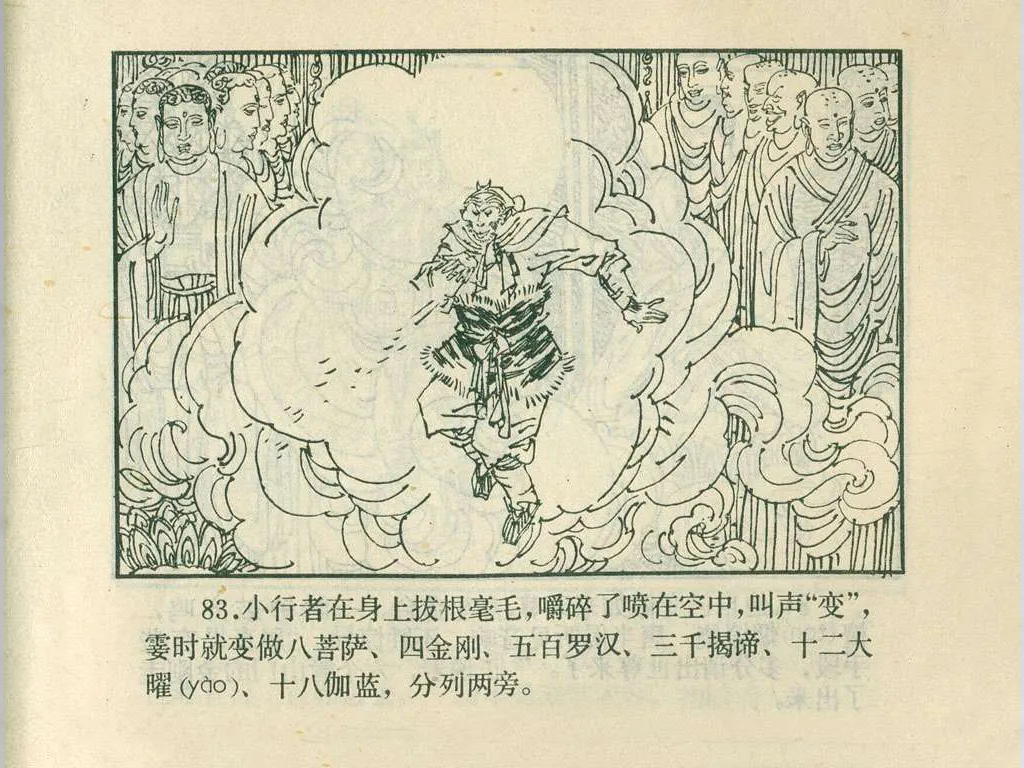 83.小行者在身上拔根毫毛,嚼碎了喷在空中,叫声“变”,
霎时就变做八菩萨、四金刚、五百罗汉、三千揭谛、十二大
曜(yào)、十八伽蓝,分列两旁。